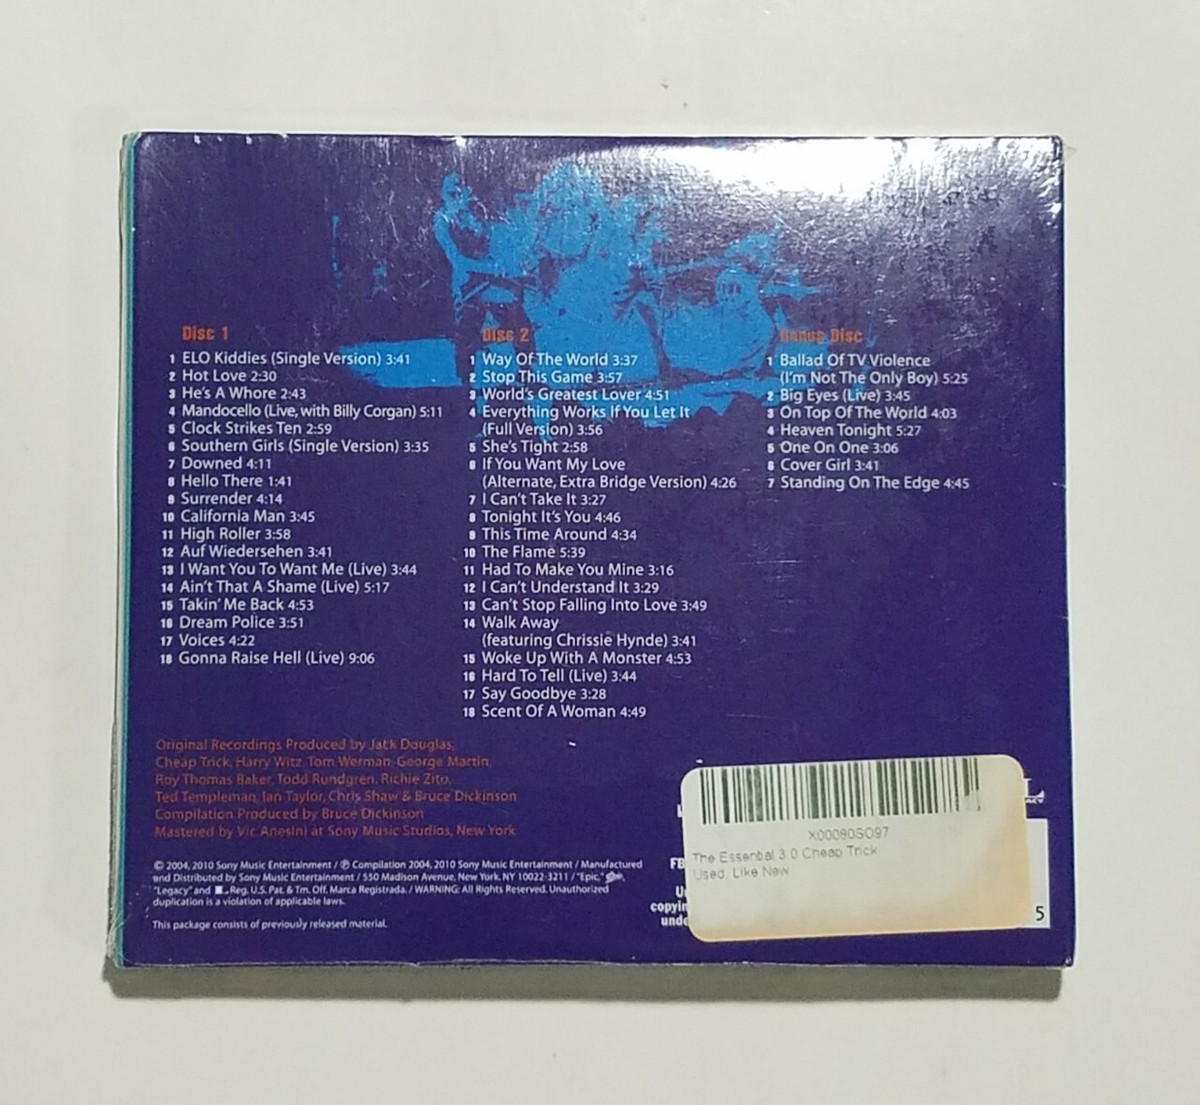 Disc 1
1 ELO Kiddies (Single Version) 3:41
2 Hot Love 2:30
3 He's A Whore 2:43
4 Mandocello (Live, with Billy Corgan) 5:11
5 Clock Strikes Ten 2:59
6 Southern Girls (Single Version) 3:35
7 Downed 4:11
8 Hello There 1:41
9 Surrender 4:14
10 California Man 3:45
11 High Roller 3:58
12 Auf Wiedersehen 3:41
13 I Want You To Want Me (Live) 3:44
14 Ain't That A Shame (Live) 5:17
15 Takin' Me Back 4:53
16 Dream Police 3:51
17 Voices 4:22
18 Gonna Raise Hell (Live) 9:06
Disc 2
1 Way Of The World 3:37
2 Stop This Game 3:57
3 World's Greatest Lover 4:51
4 Everything Works If You Let It
(Full Version) 3:56
5 She's Tight 2:58
6 If You Want My Love
(Alternate, Extra Bridge Version) 4:26
7 I Can't Take It 3:27
8 Tonight It's You 4:46
9 This Time Around 4:34
10 The Flame 5:39
11 Had To Make You Mine 3:16
12 I Can't Understand It 3:29
13 Can't Stop Falling Into Love 3:49
14 Walk Away
(featuring Chrissie Hynde) 3:41
15 Woke Up With A Monster 4:53
16 Hard To Tell (Live) 3:44
17 Say Goodbye 3:28
18 Scent Of A Woman 4:49
Bonus Disc
1 Ballad Of TV Violence
(I'm Not The Only Boy) 5:25
2 Big Eyes (Live) 3:45
3 On Top Of The World 4:03
4 Heaven Tonight 5:27
5 One On One 3:06
6 Cover Girl 3:41
7 Standing On The Edge 4:45
Original Recordings Produced by Jack Douglas,
Cheap Trick, Harry Witz, Tom Werman, George Martin,
Roy Thomas Baker, Todd Rundgren, Richie Zito,
Ted Templeman, Ian Taylor, Chris Shaw & Bruce Dickinson
Compilation Produced by Bruce Dickinson
Mastered by Vic Anesini at Sony Music Studios, New York
© 2004, 2010 Sony Music Entertainment / ℗ Compilation 2004, 2010 Sony Music Entertainment / Manufactured
and Distributed by Sony Music Entertainment / 550 Madison Avenue, New York, NY 10022-3211 / "Epic,"
"Legacy" and Reg. U.S. Pat. & Tm. Off. Marca Registrada. / WARNING: All Rights Reserved. Unauthorized
duplication is a violation of applicable laws.
This package consists of previously released material.
X00080SO97
The Essential 3.0 Cheap Trick
Used, Like New
FB
copyin
unde
5